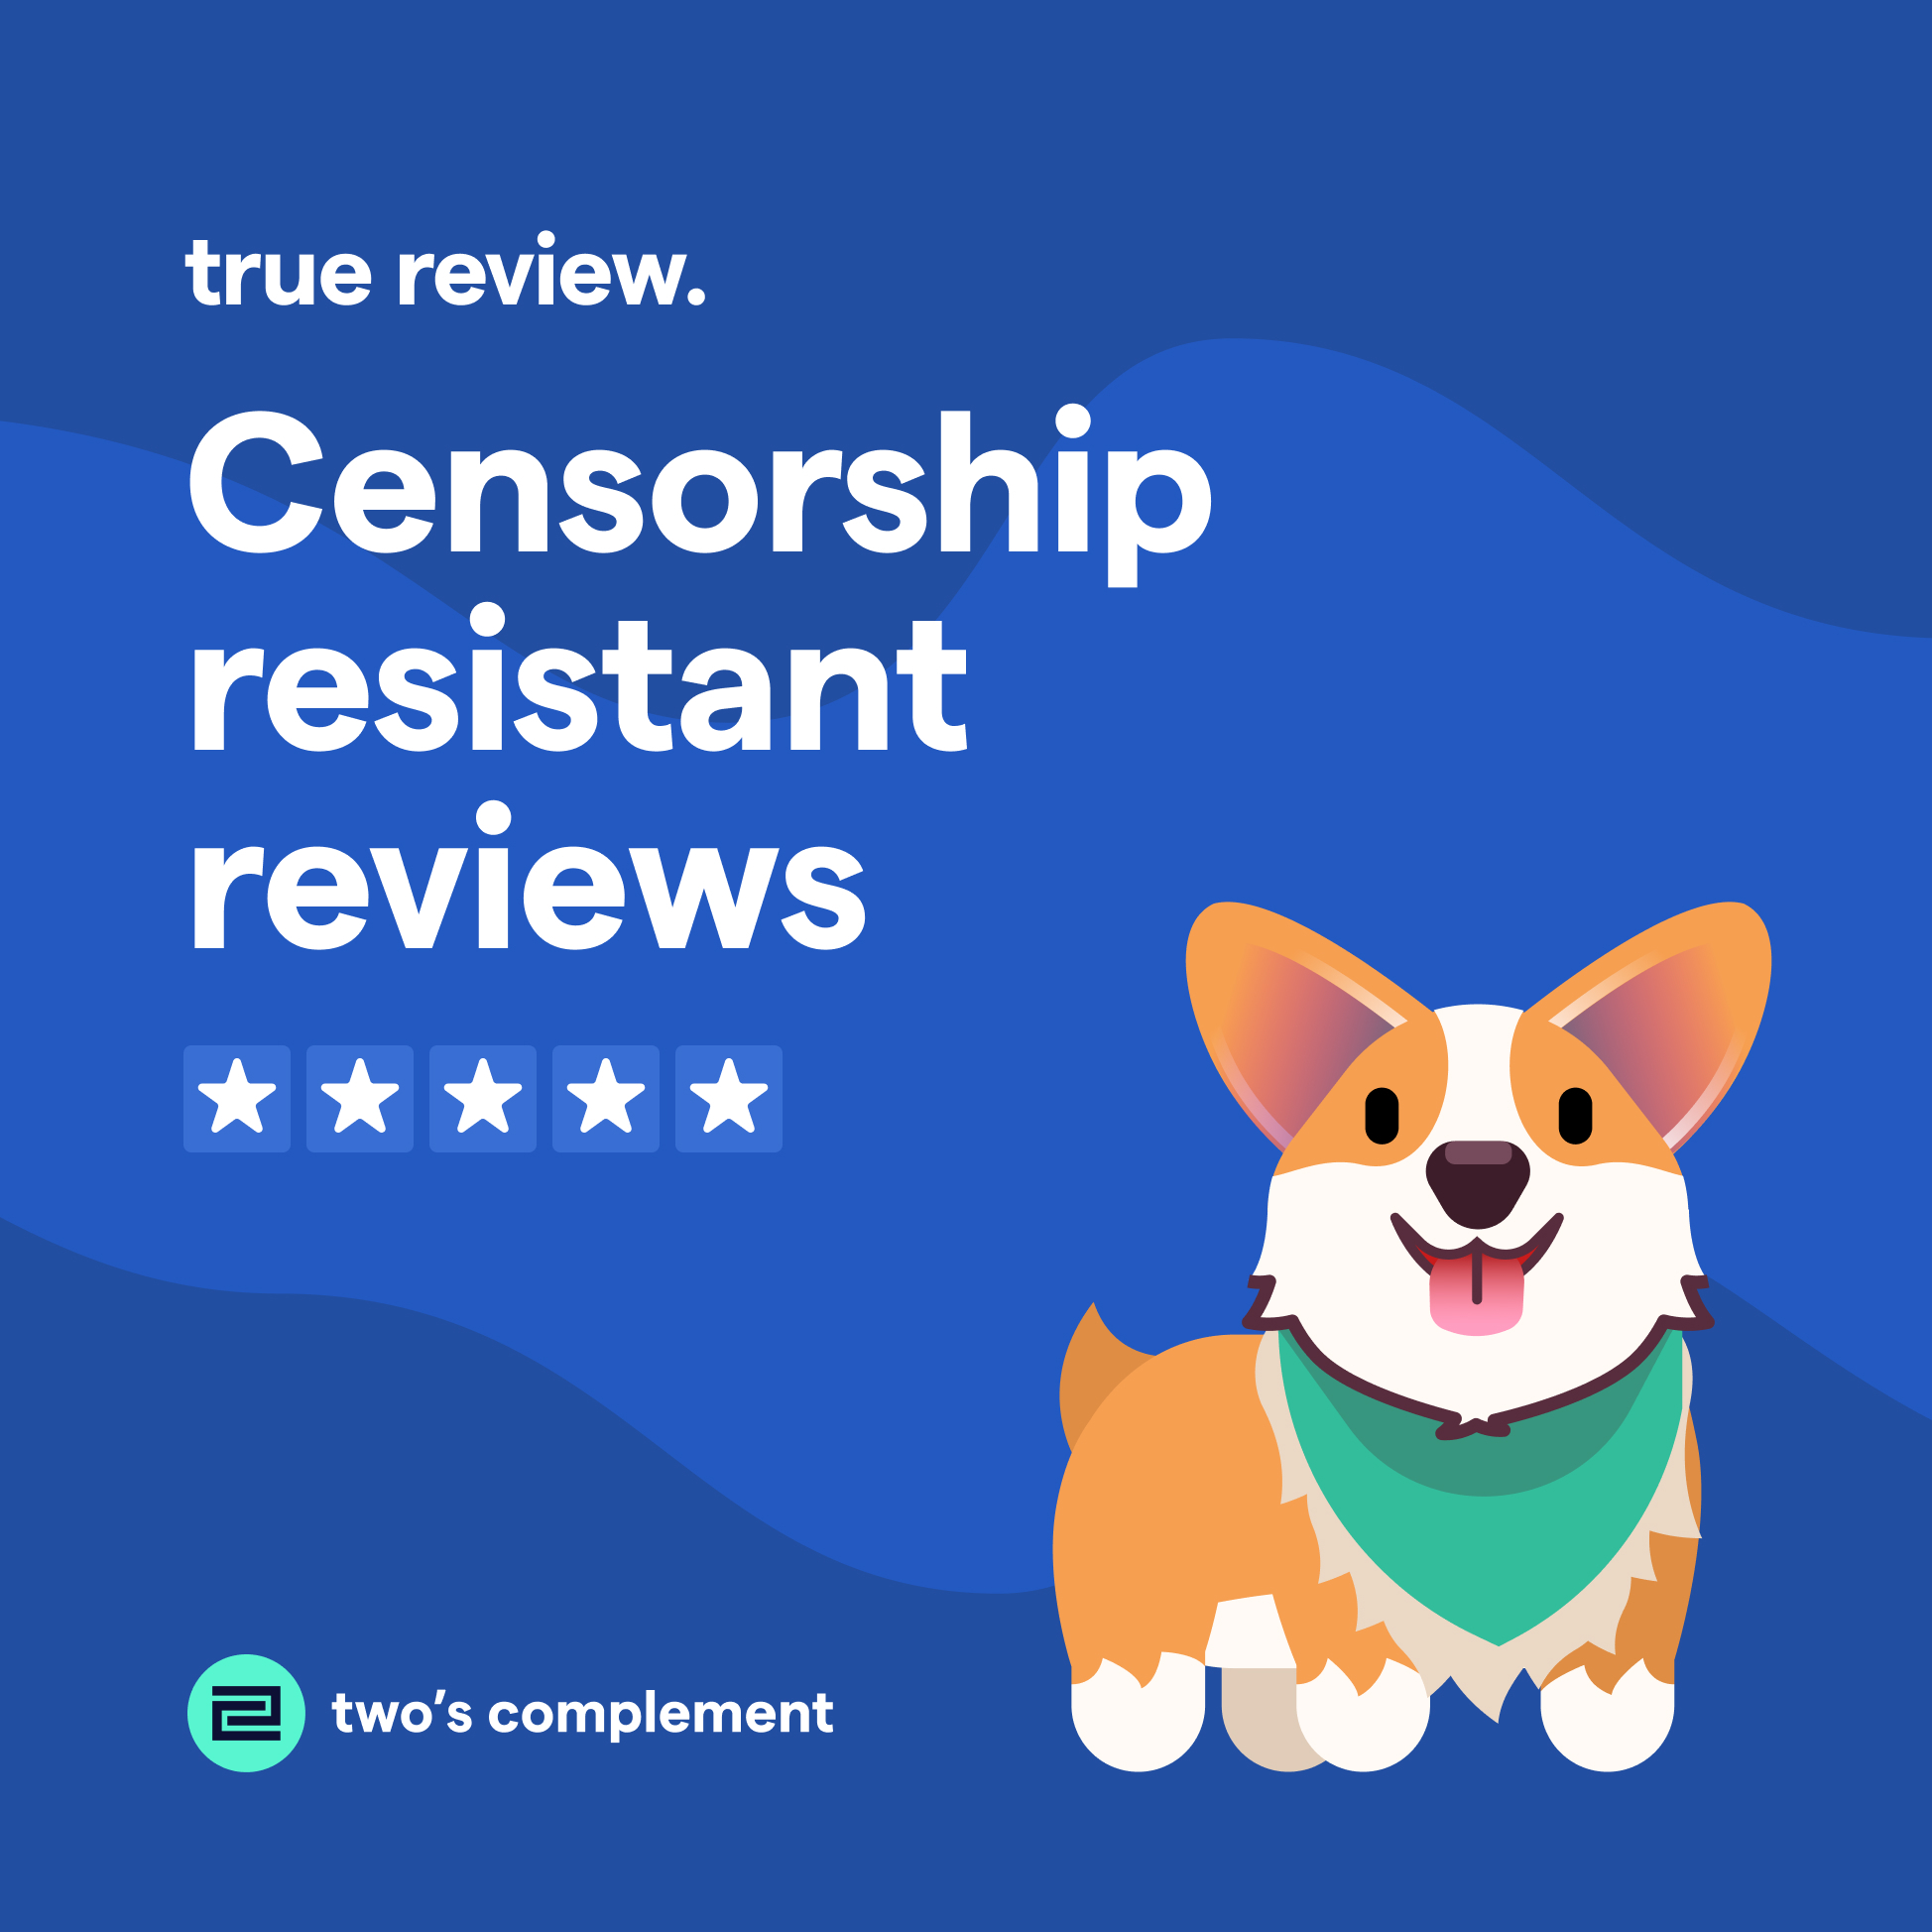 true review.
Censorship
resistant
reviews
two’s complement